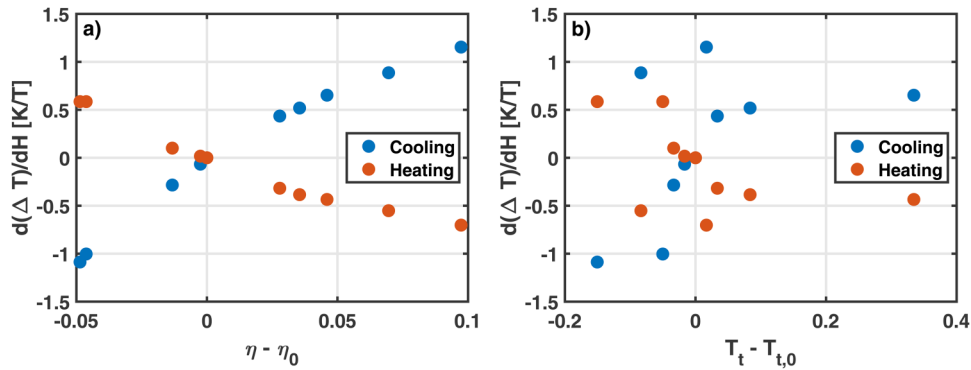 a)
d(△ T)/dH [K/T]
1.5
1
0.5
0
-0.5
-1
-1.5
Cooling
Heating
-0.05
0
0.05
0.1
η - η0
b)
d(△ T)/dH [K/T]
1.5
1
0.5
0
-0.5
-1
-1.5
Cooling
Heating
-0.2
0
0.2
0.4
Tt - Tt,0